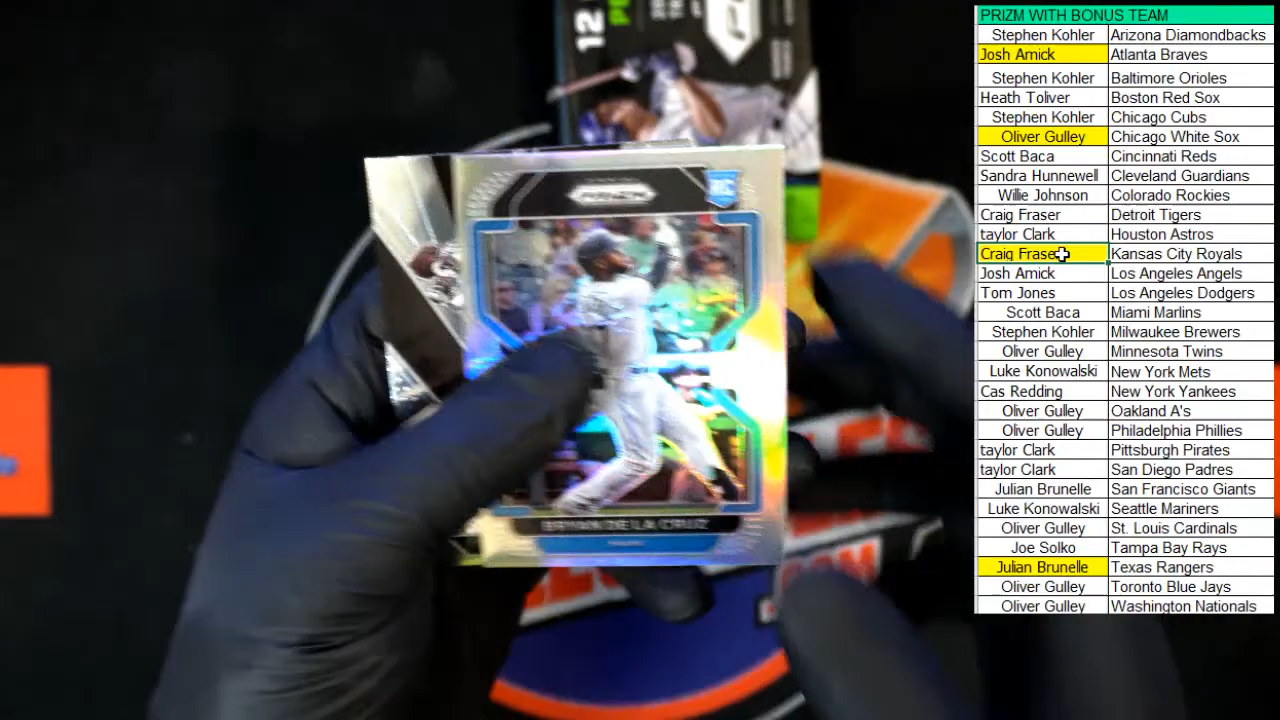 PRIZM WITH BONUS TEAM
Stephen Kohler Arizona Diamondbacks
Josh Amick Atlanta Braves
Stephen Kohler Baltimore Orioles
Heath Toliver Boston Red Sox
Stephen Kohler Chicago Cubs
Oliver Gulley Chicago White Sox
Scott Baca Cincinnati Reds
Sandra Hunnewell Cleveland Guardians
Willie Johnson Colorado Rockies
Craig Fraser Detroit Tigers
taylor Clark Houston Astros
Craig Fraser Kansas City Royals
Josh Amick Los Angeles Angels
Tom Jones Los Angeles Dodgers
Scott Baca Miami Marlins
Stephen Kohler Milwaukee Brewers
Oliver Gulley Minnesota Twins
Luke Konowalski New York Mets
Cas Redding New York Yankees
Oliver Gulley Oakland A's
Oliver Gulley Philadelphia Phillies
taylor Clark Pittsburgh Pirates
taylor Clark San Diego Padres
Julian Brunelle San Francisco Giants
Luke Konowalski Seattle Mariners
Oliver Gulley St. Louis Cardinals
Joe Solko Tampa Bay Rays
Julian Brunelle Texas Rangers
Oliver Gulley Toronto Blue Jays
Oliver Gulley Washington Nationals
12
RC
BRYAN DE LA CRUZ